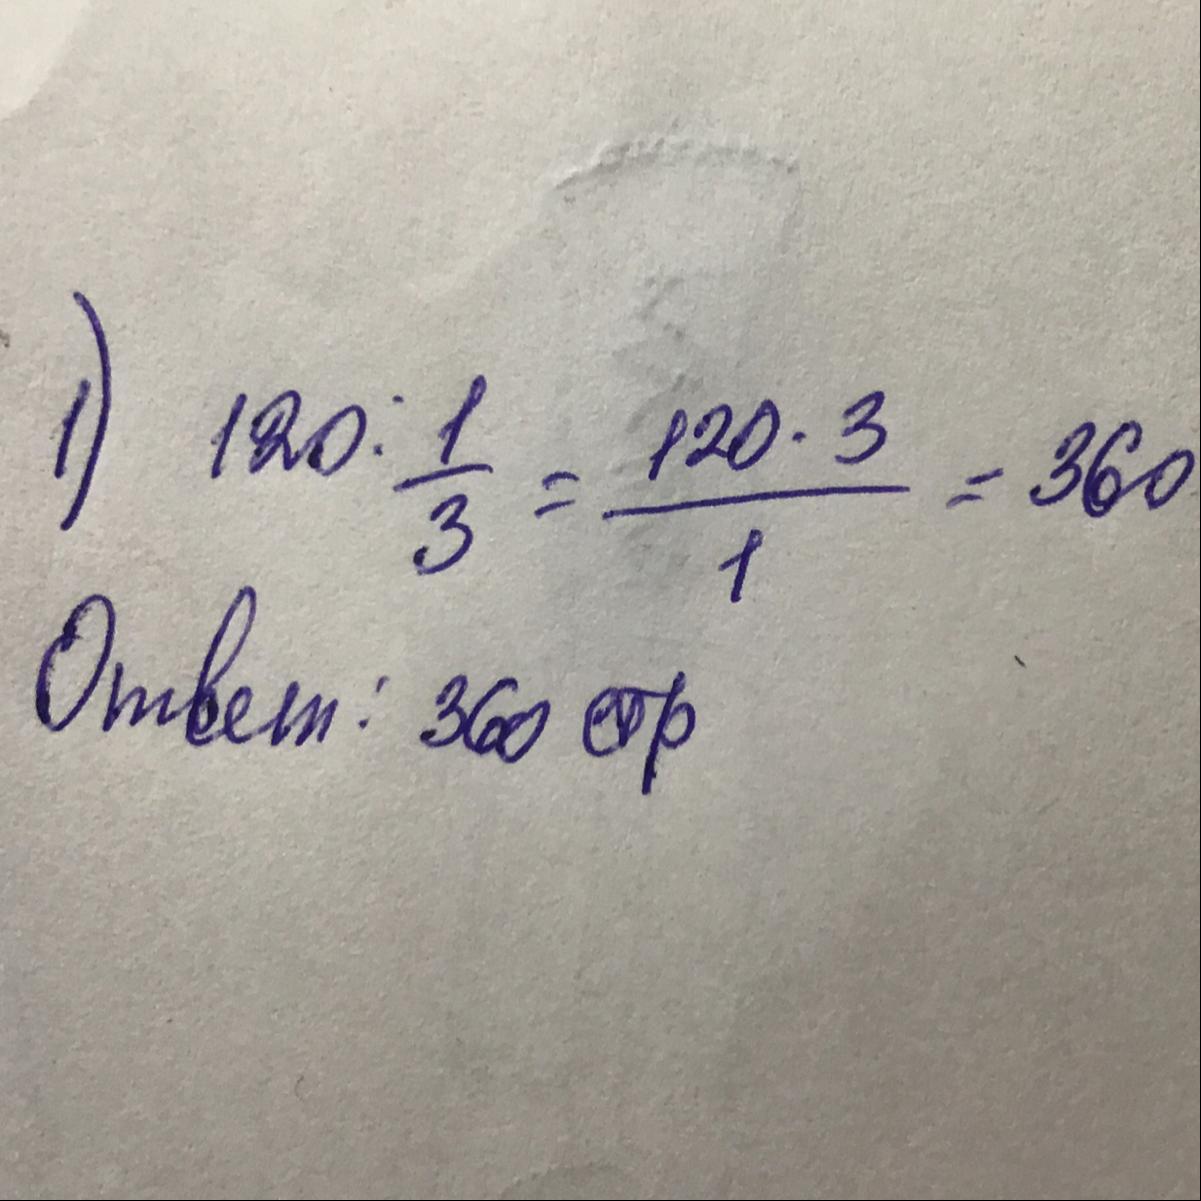 1) 120 : 1/3 = 120 · 3/1 = 360
Ответ: 360 стр